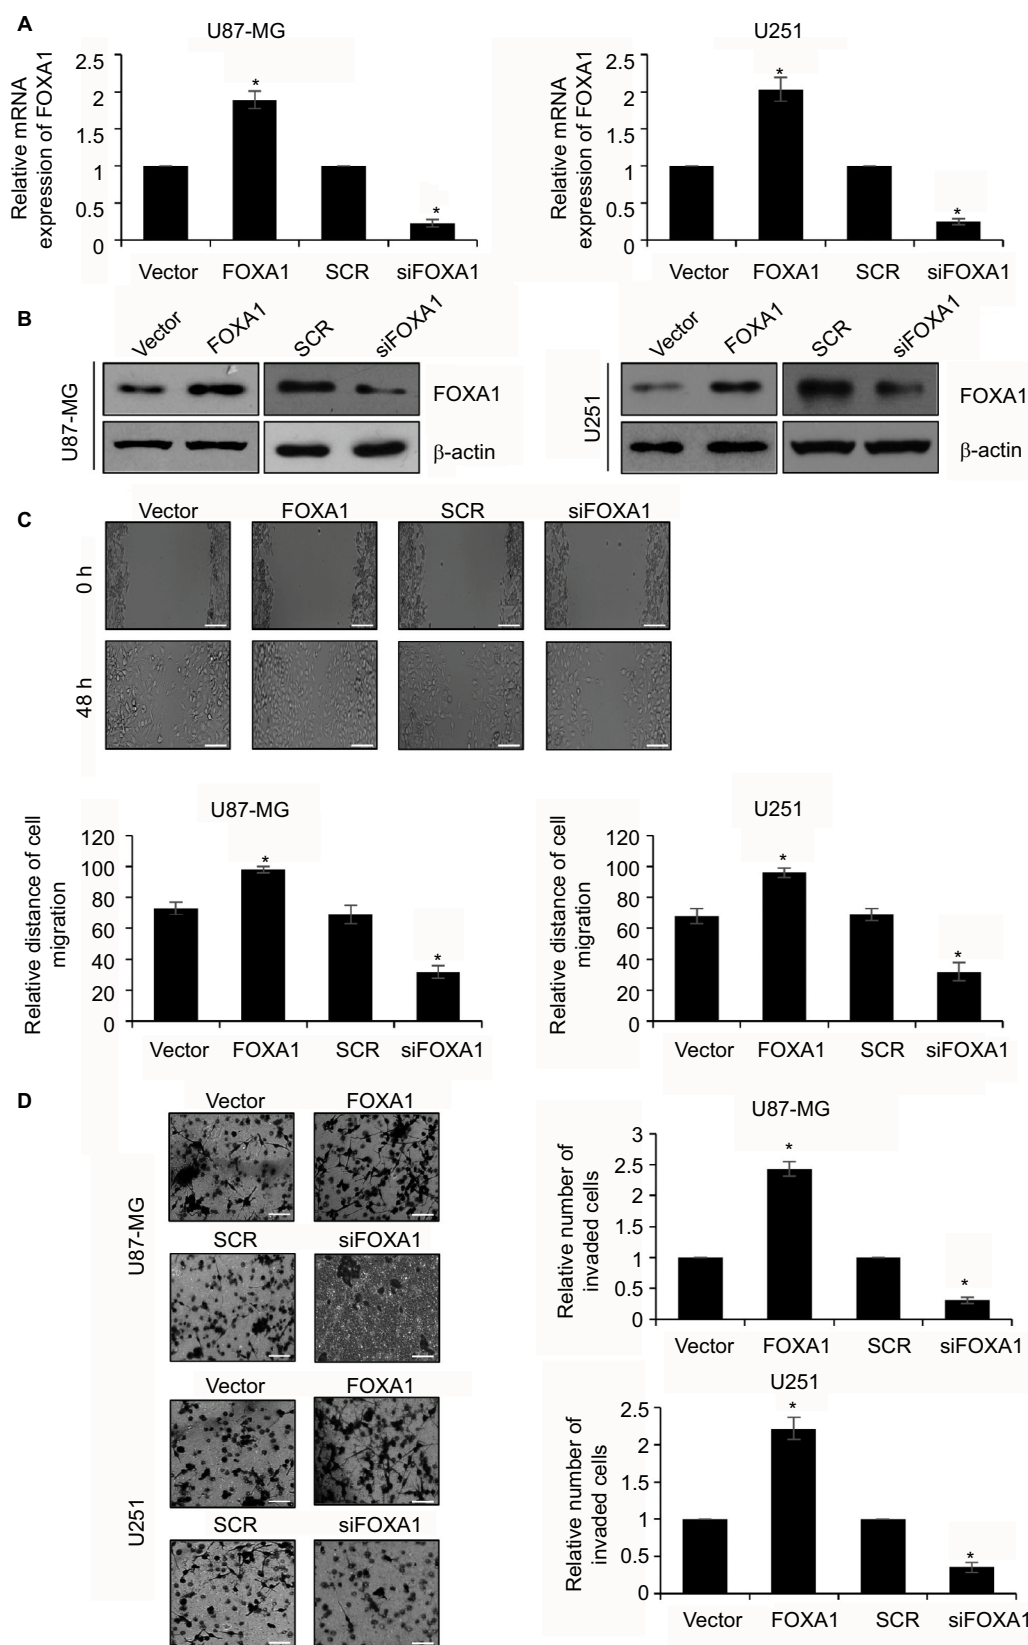 A
U87-MG
Relative mRNA
expression of FOXA1
2.5
2
1.5
1
0.5
0
*
*
Vector FOXA1 SCR siFOXA1
U251
Relative mRNA
expression of FOXA1
2.5
2
1.5
1
0.5
0
*
*
Vector FOXA1 SCR siFOXA1
B
Vector FOXA1 SCR siFOXA1
U87-MG
FOXA1
β-actin
Vector FOXA1 SCR siFOXA1
U251
FOXA1
β-actin
C
Vector FOXA1 SCR siFOXA1
0 h
48 h
U87-MG
Relative distance of cell
migration
120
100
80
60
40
20
0
*
*
Vector FOXA1 SCR siFOXA1
U251
Relative distance of cell
migration
120
100
80
60
40
20
0
*
*
Vector FOXA1 SCR siFOXA1
D
U87-MG
Vector FOXA1
SCR siFOXA1
U251
Vector FOXA1
SCR siFOXA1
U87-MG
Relative number of
invaded cells
3
2.5
2
1.5
1
0.5
0
*
*
Vector FOXA1 SCR siFOXA1
U251
Relative number of
invaded cells
2.5
2
1.5
1
0.5
0
*
*
Vector FOXA1 SCR siFOXA1